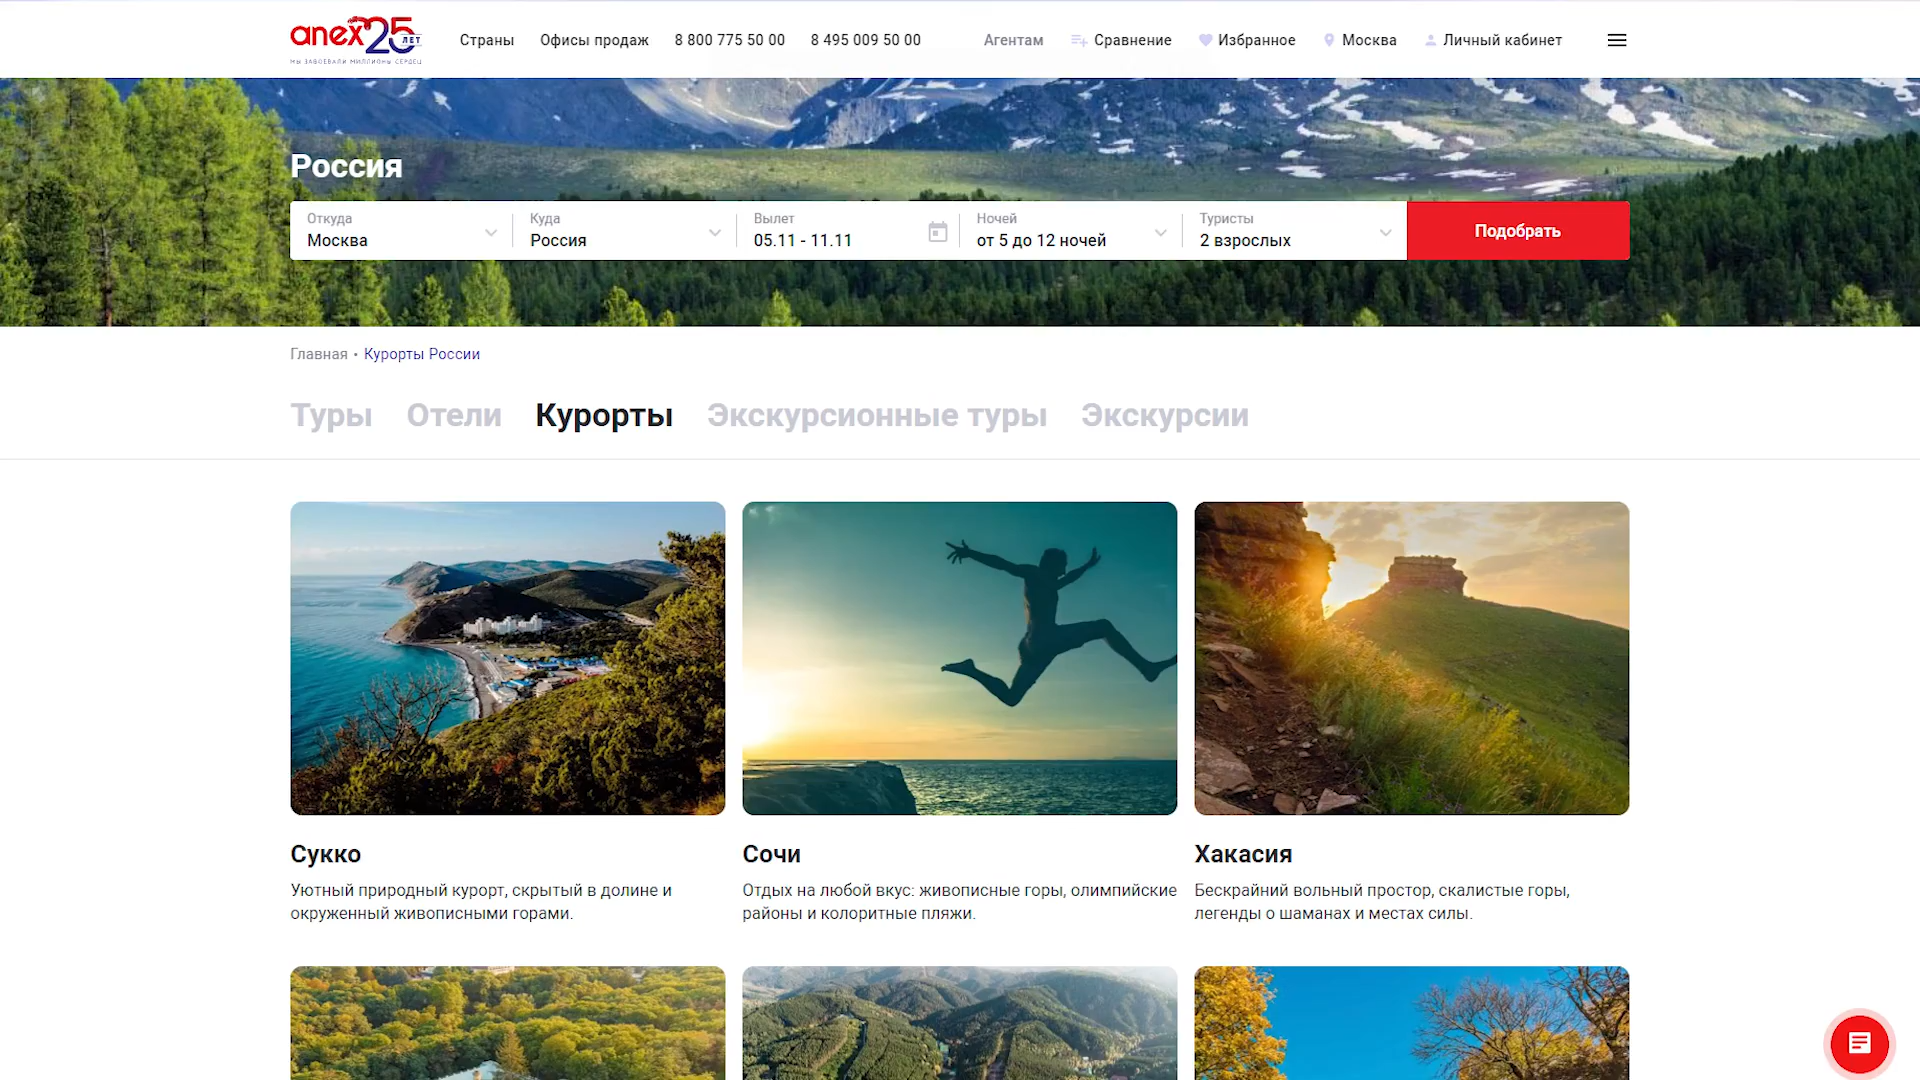 anex 25 ЛЕТ
МЫ ЗАВОЕВАЛИ МИЛЛИОНЫ СЕРДЕЦ
Страны Офисы продаж 8 800 775 50 00 8 495 009 50 00 Агентам Сравнение Избранное Москва Личный кабинет
Россия
Откуда Куда Вылет Ночей Туристы
Москва Россия 05.11 - 11.11 от 5 до 12 ночей 2 взрослых Подобрать
Главная • Курорты России
Туры Отели Курорты Экскурсионные туры Экскурсии
Сукко
Уютный природный курорт, скрытый в долине и
окруженный живописными горами.
Сочи
Отдых на любой вкус: живописные горы, олимпийские
районы и колоритные пляжи.
Хакасия
Бескрайний вольный простор, скалистые горы,
легенды о шаманах и местах силы.